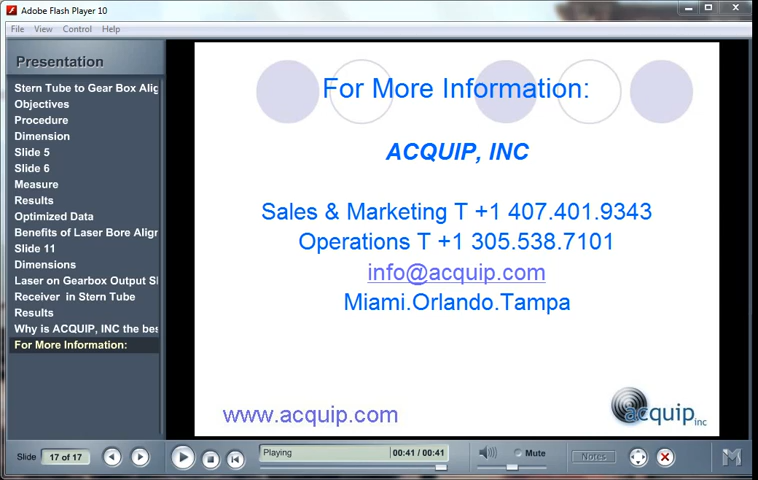 Adobe Flash Player 10
File View Control Help
Presentation
Stern Tube to Gear Box Alig
Objectives
Procedure
Dimension
Slide 5
Slide 6
Measure
Results
Optimized Data
Benefits of Laser Bore Alignr
Slide 11
Dimensions
Laser on Gearbox Output S
Receiver in Stern Tube
Results
Why is ACQUIP, INC the bes
For More Information:
For More Information:
ACQUIP, INC
Sales & Marketing T +1 407.401.9343
Operations T +1 305.538.7101
info@acquip.com
Miami.Orlando.Tampa
www.acquip.com
acquip inc
Slide 17 of 17
Playing 00:41 / 00:41
Mute
Notes